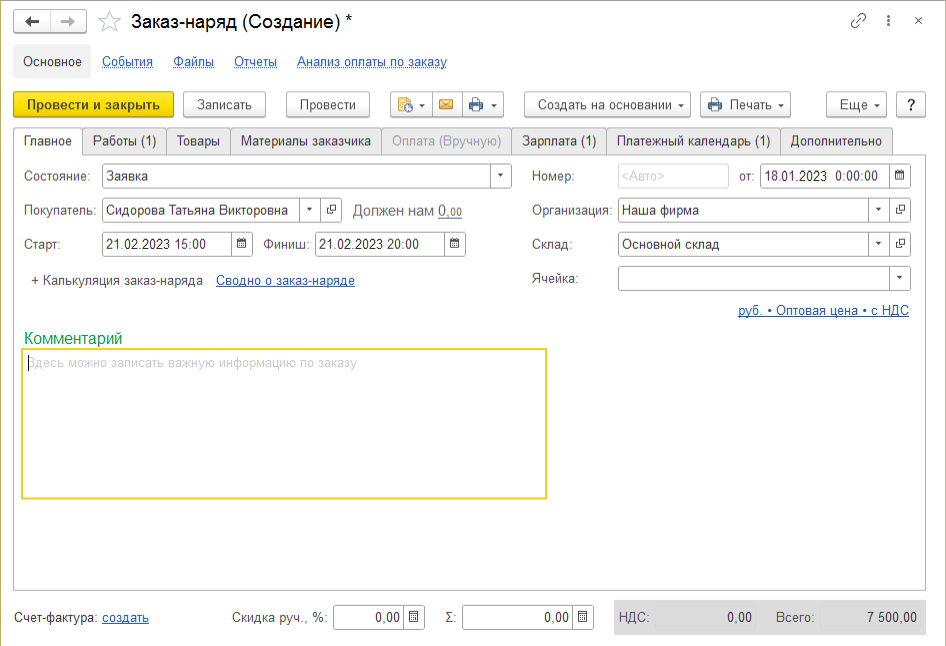 Заказ-наряд (Создание) *
Основное События Файлы Отчеты Анализ оплаты по заказу
Провести и закрыть Записать Провести Создать на основании Печать Еще ?
Главное Работы (1) Товары Материалы заказчика Оплата (Вручную) Зарплата (1) Платежный календарь (1) Дополнительно
Состояние: Заявка Номер: <Авто> от: 18.01.2023 0:00:00
Покупатель: Сидорова Татьяна Викторовна Должен нам 0,00 Организация: Наша фирма
Старт: 21.02.2023 15:00 Финиш: 21.02.2023 20:00 Склад: Основной склад
+ Калькуляция заказ-наряда Сводно о заказ-наряде Ячейка:
руб. • Оптовая цена • с НДС
Комментарий
Здесь можно записать важную информацию по заказу
Счет-фактура: создать Скидка руч., %: 0,00 Σ: 0,00 НДС: 0,00 Всего: 7 500,00